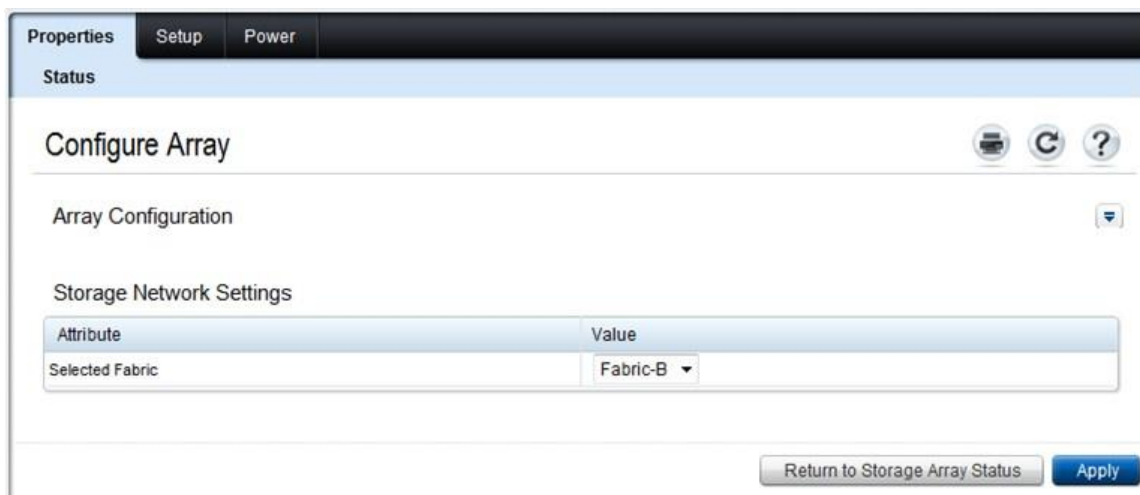 Properties Setup Power
Status
Configure Array
?
Array Configuration
Storage Network Settings
Attribute Value
Selected Fabric Fabric-B
Return to Storage Array Status Apply